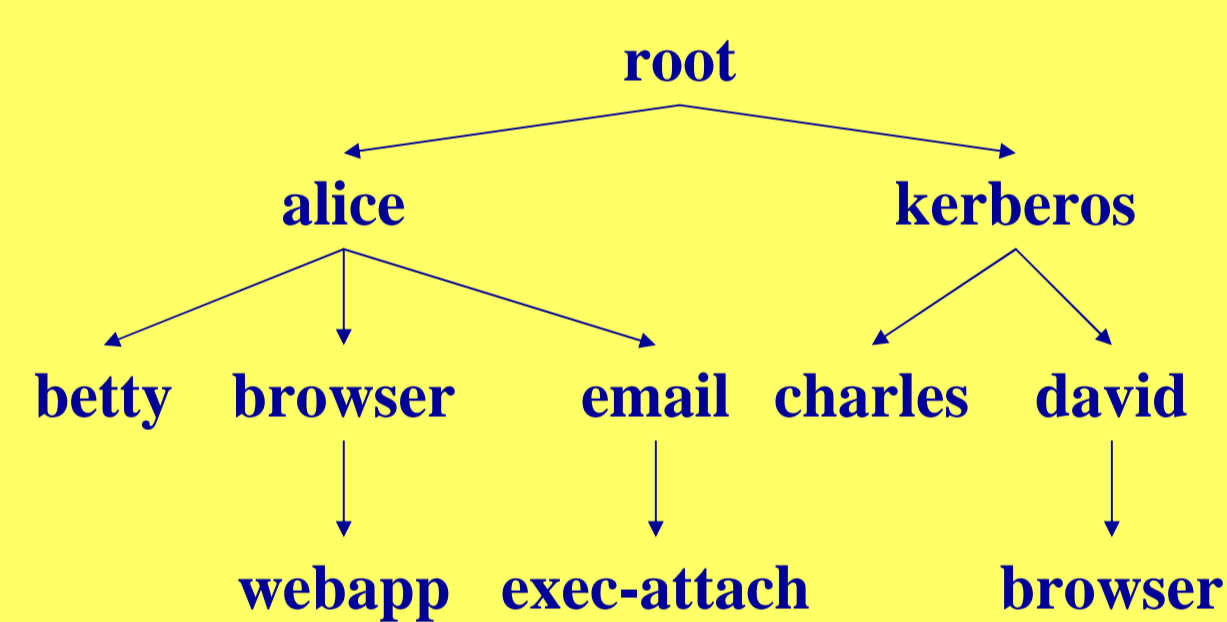 root
alice kerberos
betty browser email charles david
webapp exec-attach browser